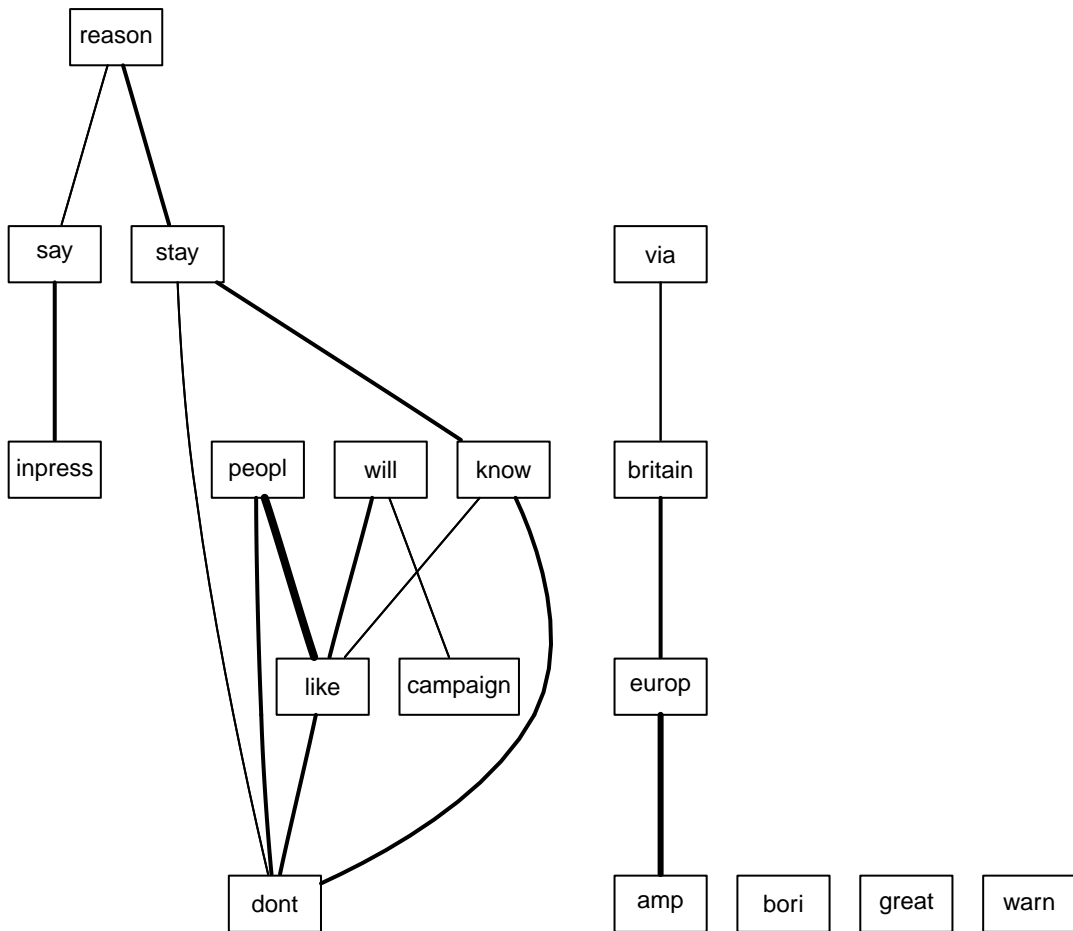 reason
say
stay
via
inpress
peopl
will
know
britain
like
campaign
europ
dont
amp
bori
great
warn